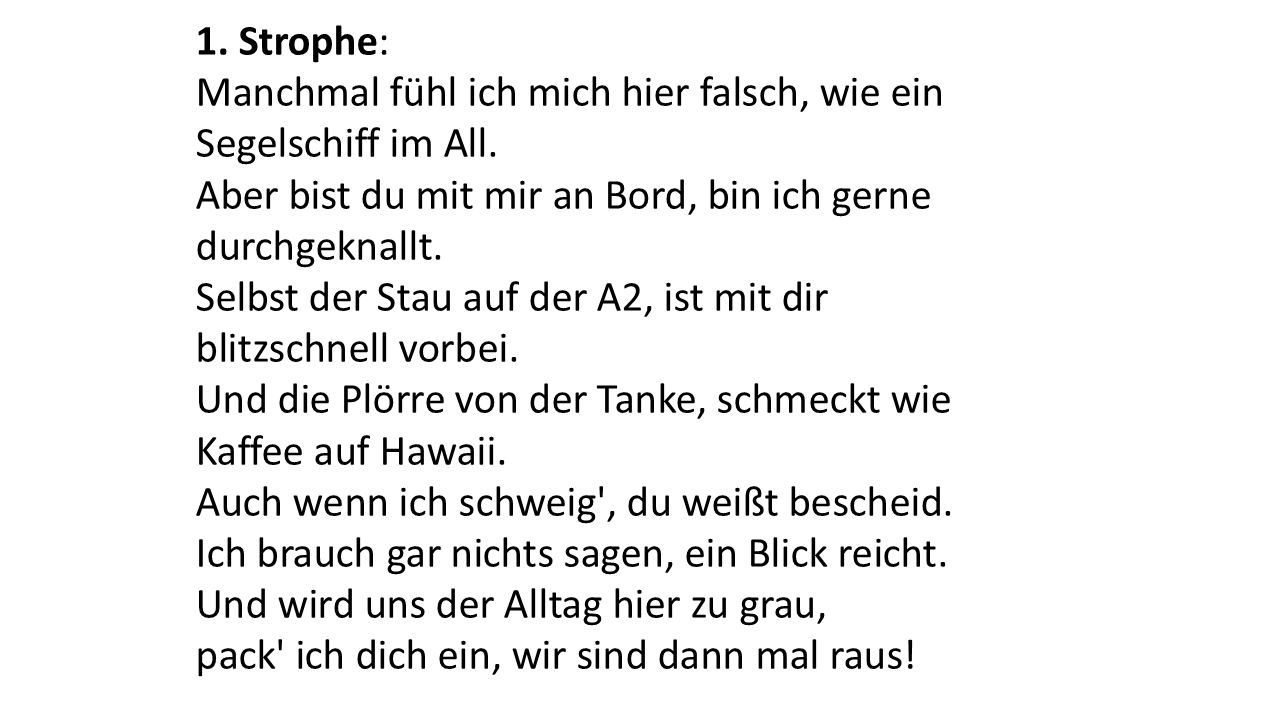 1. Strophe:
Manchmal fühl ich mich hier falsch, wie ein
Segelschiff im All.
Aber bist du mit mir an Bord, bin ich gerne
durchgeknallt.
Selbst der Stau auf der A2, ist mit dir
blitzschnell vorbei.
Und die Plörre von der Tanke, schmeckt wie
Kaffee auf Hawaii.
Auch wenn ich schweig', du weißt bescheid.
Ich brauch gar nichts sagen, ein Blick reicht.
Und wird uns der Alltag hier zu grau,
pack' ich dich ein, wir sind dann mal raus!